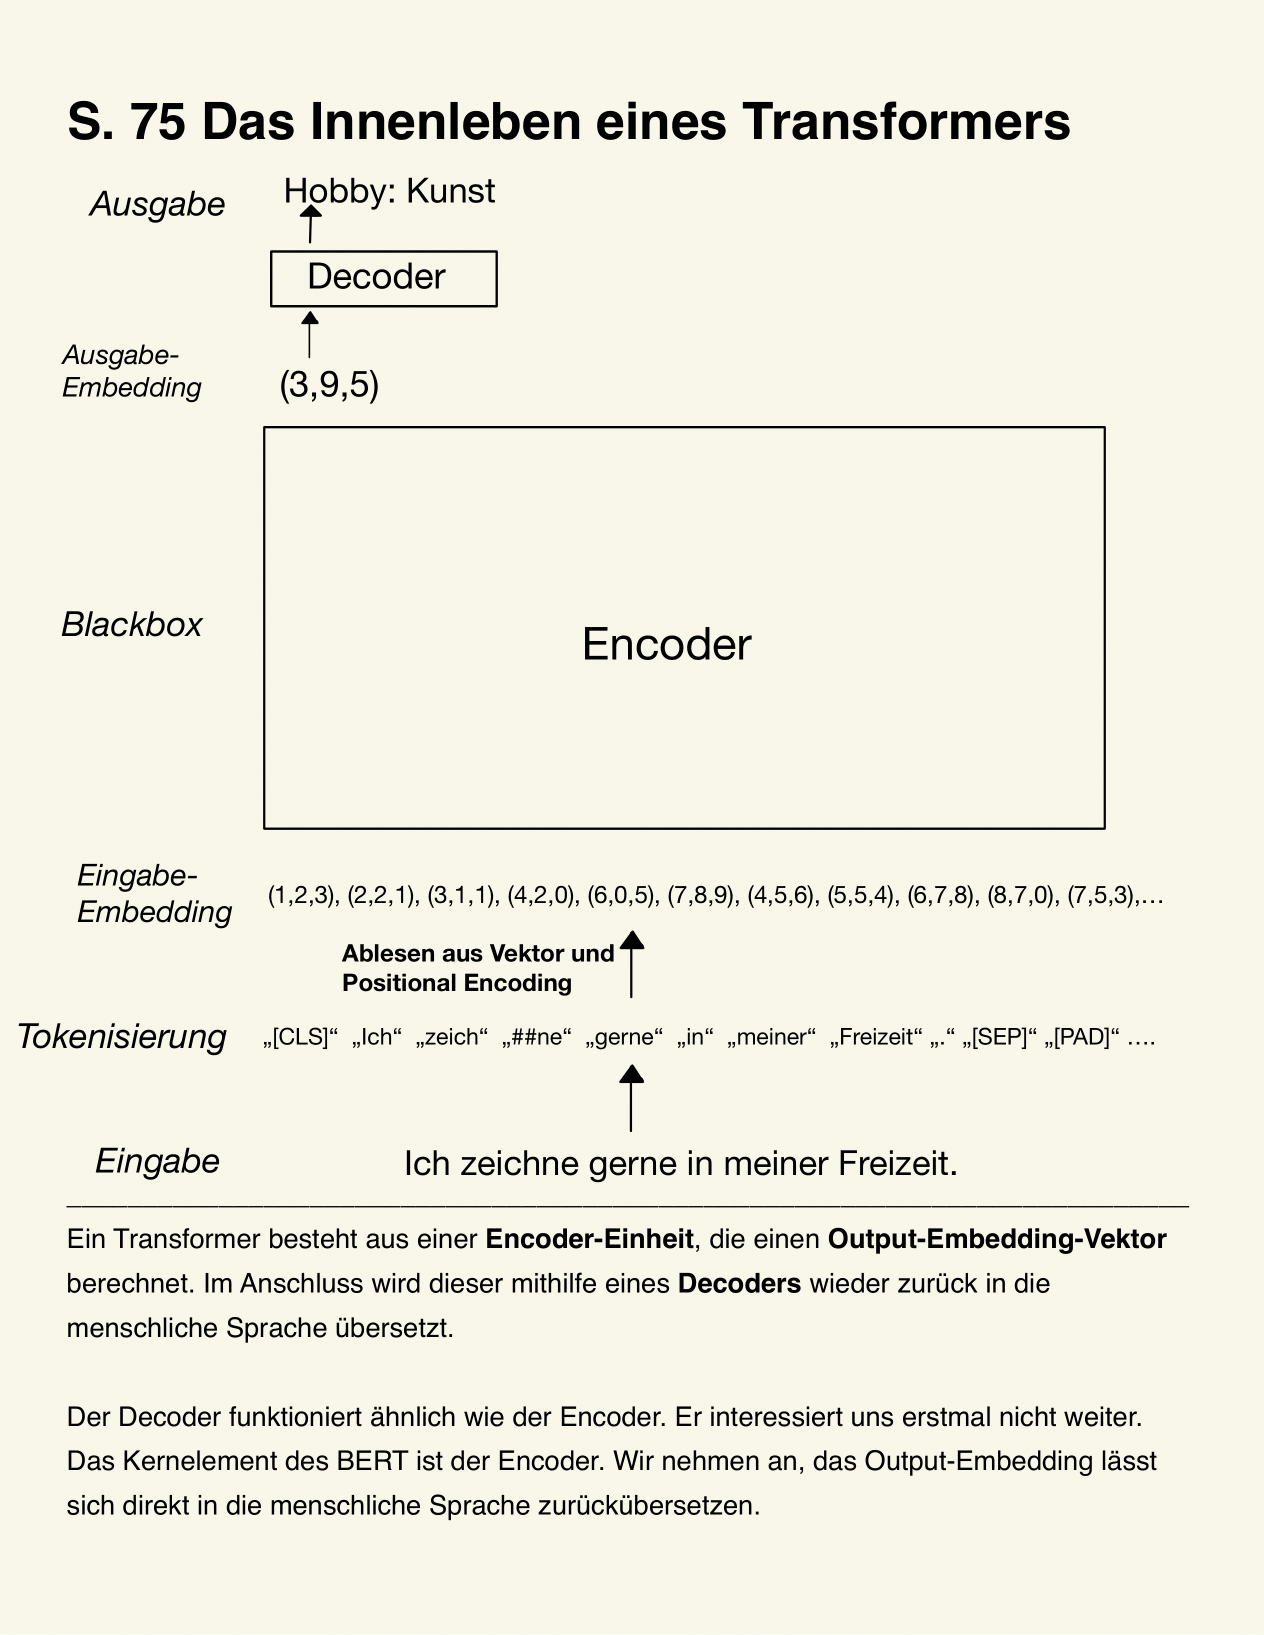 S. 75 Das Innenleben eines Transformers
Ausgabe
Hobby: Kunst
Decoder
Ausgabe-
Embedding
(3,9,5)
Blackbox
Encoder
Eingabe-
Embedding
(1,2,3), (2,2,1), (3,1,1), (4,2,0), (6,0,5), (7,8,9), (4,5,6), (5,5,4), (6,7,8), (8,7,0), (7,5,3),…
Ablesen aus Vektor und
Positional Encoding
Tokenisierung
„[CLS]“ „Ich“ „zeich“ „##ne“ „gerne“ „in“ „meiner“ „Freizeit“ „.“ „[SEP]“ „[PAD]“ ….
Eingabe
Ich zeichne gerne in meiner Freizeit.
Ein Transformer besteht aus einer Encoder-Einheit, die einen Output-Embedding-Vektor
berechnet. Im Anschluss wird dieser mithilfe eines Decoders wieder zurück in die
menschliche Sprache übersetzt.
Der Decoder funktioniert ähnlich wie der Encoder. Er interessiert uns erstmal nicht weiter.
Das Kernelement des BERT ist der Encoder. Wir nehmen an, das Output-Embedding lässt
sich direkt in die menschliche Sprache zurückübersetzen.